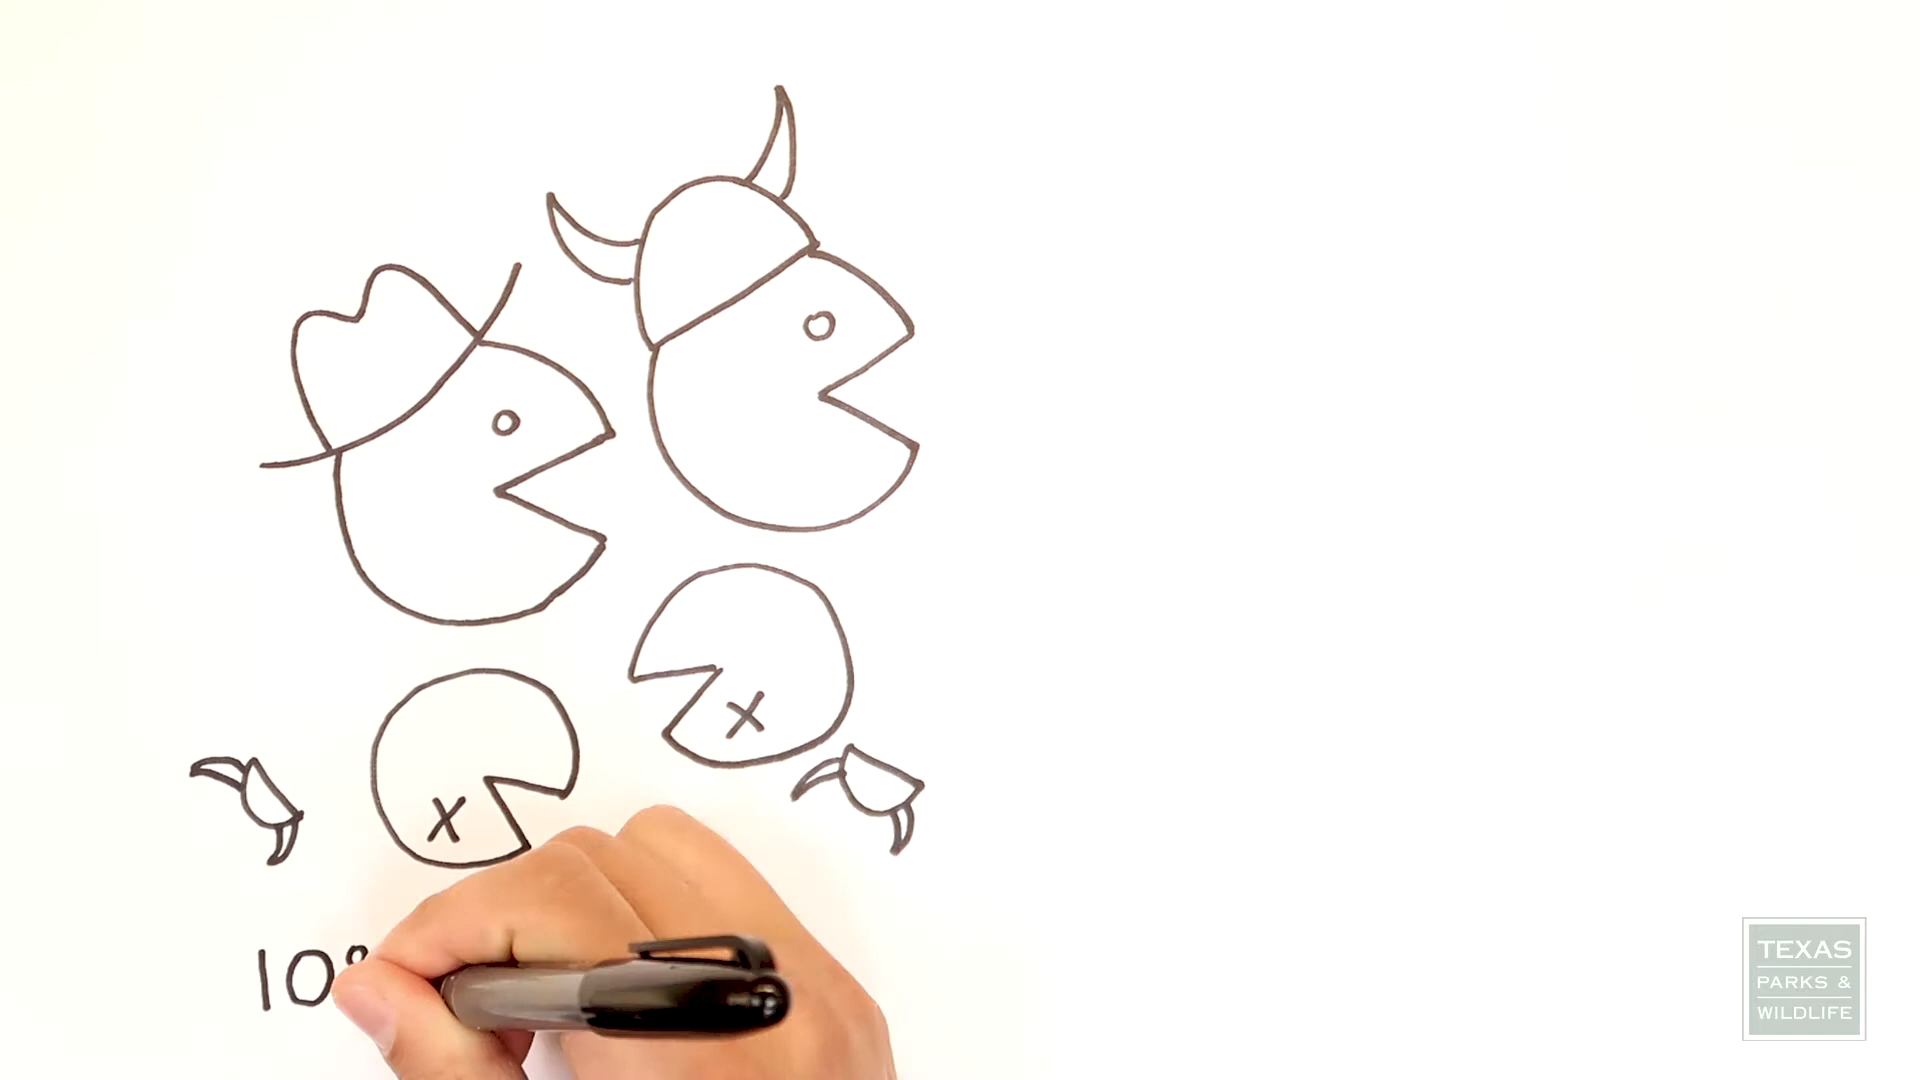 x
x
10%
TEXAS
PARKS &
WILDLIFE